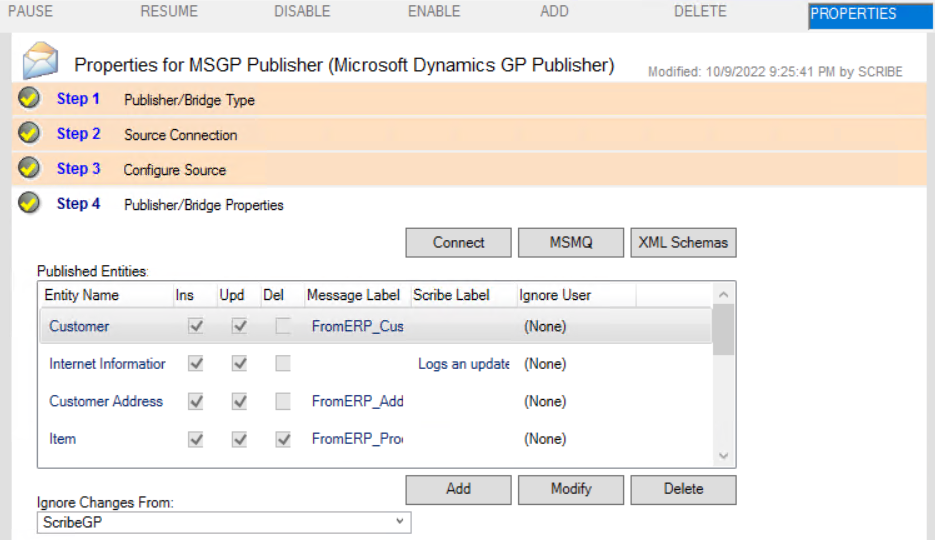 PAUSE RESUME DISABLE ENABLE ADD DELETE PROPERTIES
Properties for MSGP Publisher (Microsoft Dynamics GP Publisher) Modified: 10/9/2022 9:25:41 PM by SCRIBE
Step 1 Publisher/Bridge Type
Step 2 Source Connection
Step 3 Configure Source
Step 4 Publisher/Bridge Properties
Connect MSMQ XML Schemas
Published Entities:
Entity Name Ins Upd Del Message Label Scribe Label Ignore User
Customer FromERP_Cus (None)
Internet Information Logs an update (None)
Customer Address FromERP_Add (None)
Item FromERP_Pro (None)
Add Modify Delete
Ignore Changes From:
ScribeGP